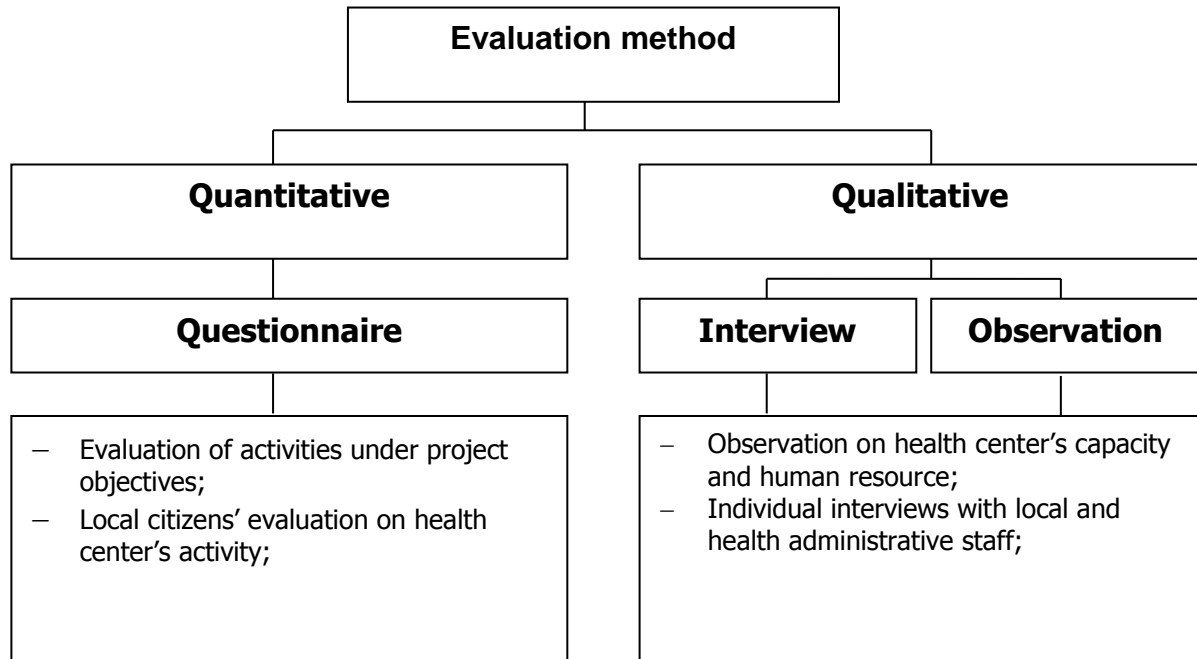 Evaluation method
Quantitative
Qualitative
Questionnaire
Interview
Observation
– Evaluation of activities under project
objectives;
– Local citizens’ evaluation on health
center’s activity;
– Observation on health center’s capacity
and human resource;
– Individual interviews with local and
health administrative staff;